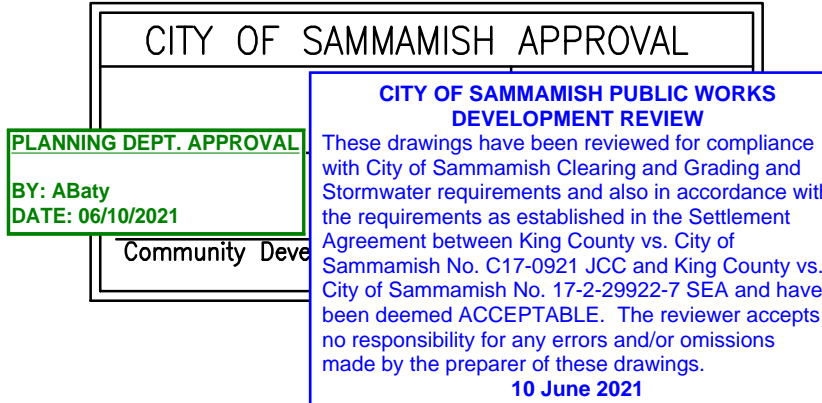 CITY OF SAMMAMISH APPROVAL
PLANNING DEPT. APPROVAL
BY: ABaty
DATE: 06/10/2021
Community Deve
CITY OF SAMMAMISH PUBLIC WORKS
DEVELOPMENT REVIEW
These drawings have been reviewed for compliance
with City of Sammamish Clearing and Grading and
Stormwater requirements and also in accordance with
the requirements as established in the Settlement
Agreement between King County vs. City of
Sammamish No. C17-0921 JCC and King County vs.
City of Sammamish No. 17-2-29922-7 SEA and have
been deemed ACCEPTABLE. The reviewer accepts
no responsibility for any errors and/or omissions
made by the preparer of these drawings.
10 June 2021